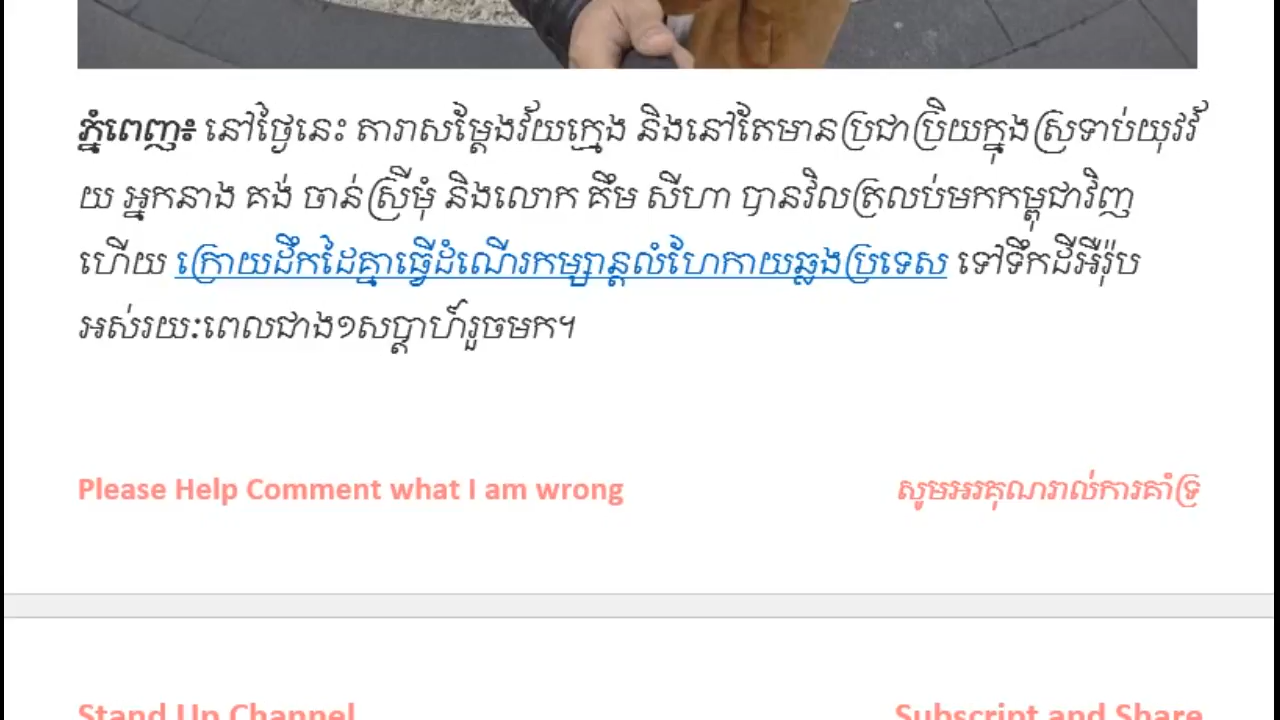 ភ្នំពេញ៖ នៅថ្ងៃនេះ តារាសម្ដែងវ័យក្មេង និងនៅតែមានប្រជាប្រិយក្នុងស្រទាប់យុវវ័
យ អ្នកនាង គង់ ចាន់ស្រីមុំ និងលោក គឹម សីហា បានវិលត្រលប់មកកម្ពុជាវិញ
ហើយ ក្រោយដឹកដៃគ្នាធ្វើដំណើរកម្សាន្តលំហែកាយឆ្លងប្រទេស ទៅទឹកដីអឺរ៉ុប
អស់រយៈពេលជាង១សប្ដាហ៍រួចមក។
Please Help Comment what I am wrong សូមអរគុណរាល់ការគាំទ្រ
Stand Up Channel Subscript and Share